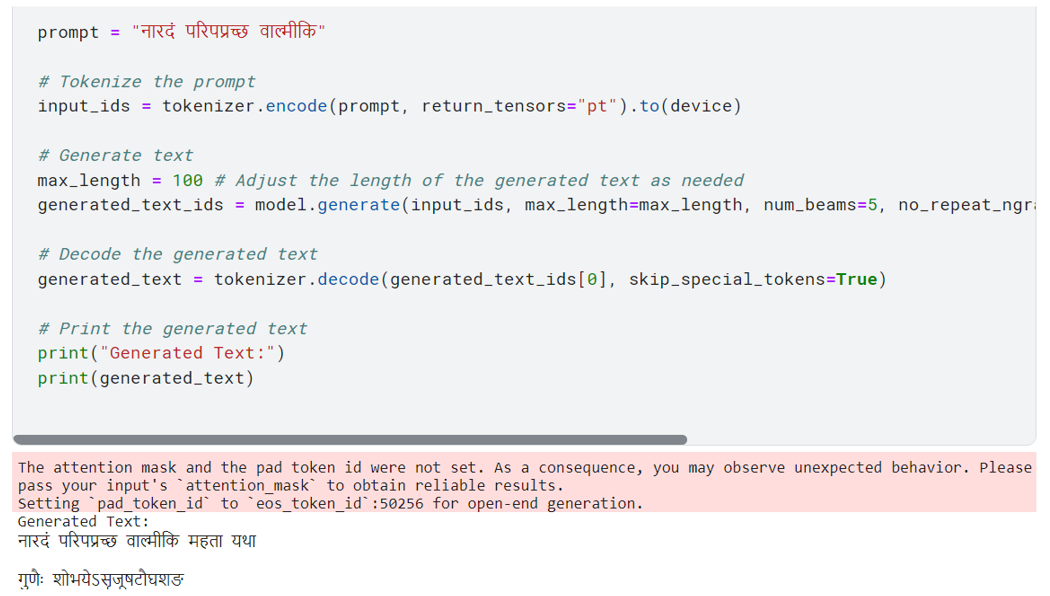 prompt = "नारदं परिपप्रच्छ वाल्मीकि"
# Tokenize the prompt
input_ids = tokenizer.encode(prompt, return_tensors="pt").to(device)
# Generate text
max_length = 100 # Adjust the length of the generated text as needed
generated_text_ids = model.generate(input_ids, max_length=max_length, num_beams=5, no_repeat_ngra
# Decode the generated text
generated_text = tokenizer.decode(generated_text_ids[0], skip_special_tokens=True)
# Print the generated text
print("Generated Text:")
print(generated_text)
The attention mask and the pad token id were not set. As a consequence, you may observe unexpected behavior. Please
pass your input's `attention_mask` to obtain reliable results.
Setting `pad_token_id` to `eos_token_id`:50256 for open-end generation.
Generated Text:
नारदं परिपप्रच्छ वाल्मीकि महता यथा
गुणैः शोभयेऽसृजूषटौघशङ